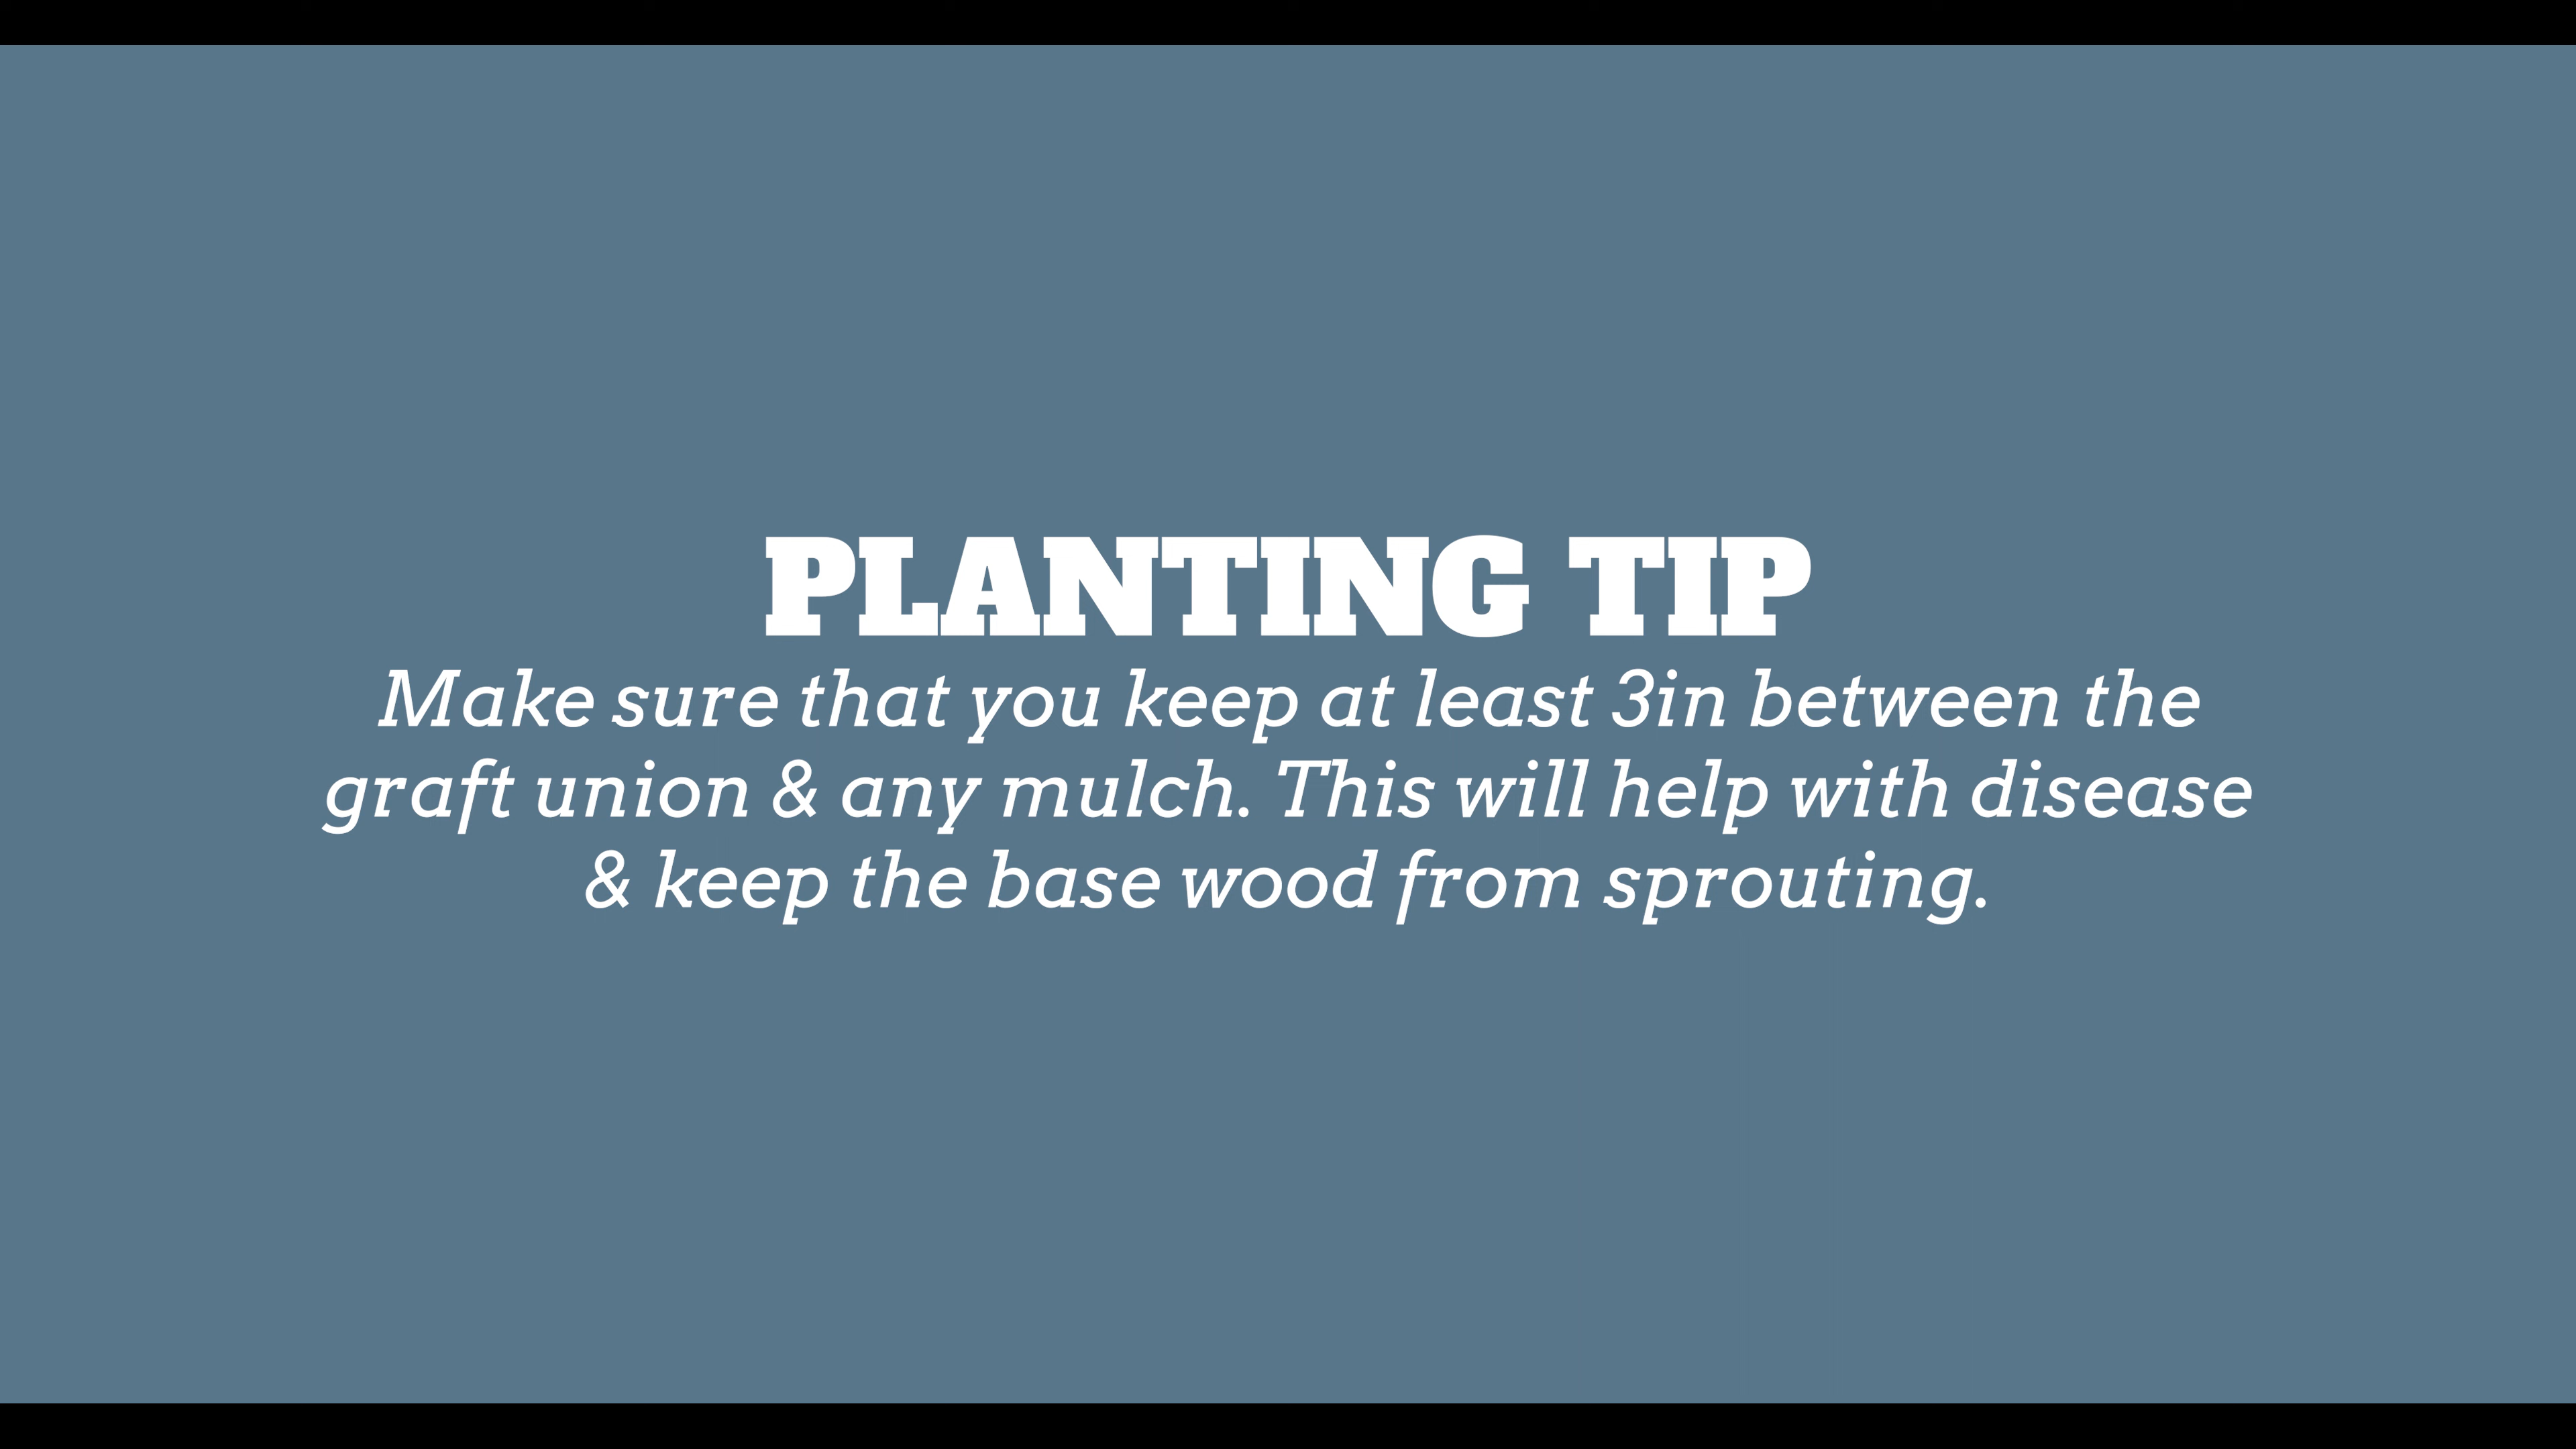 PLANTING TIP
Make sure that you keep at least 3in between the
graft union & any mulch. This will help with disease
& keep the base wood from sprouting.